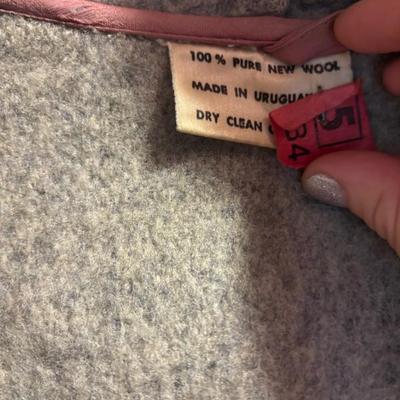 100% PURE NEW WOOL
MADE IN URUGUAY
DRY CLEAN
5
34